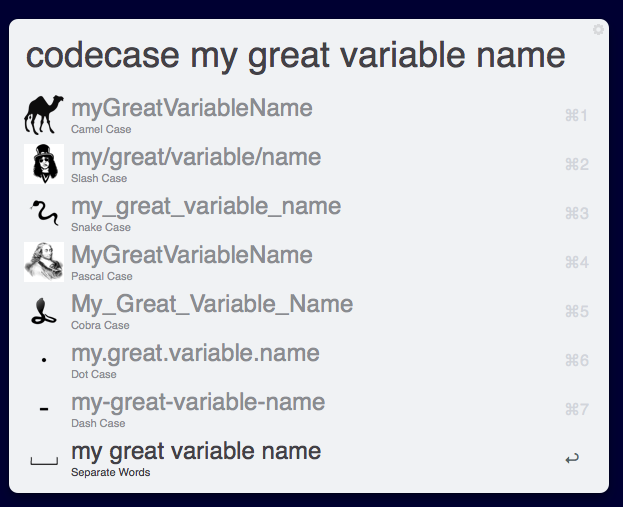 codecase my great variable name
myGreatVariableName
Camel Case
⌘1
my/great/variable/name
Slash Case
⌘2
my_great_variable_name
Snake Case
⌘3
MyGreatVariableName
Pascal Case
⌘4
My_Great_Variable_Name
Cobra Case
⌘5
my.great.variable.name
Dot Case
⌘6
my-great-variable-name
Dash Case
⌘7
my great variable name
Separate Words
↩